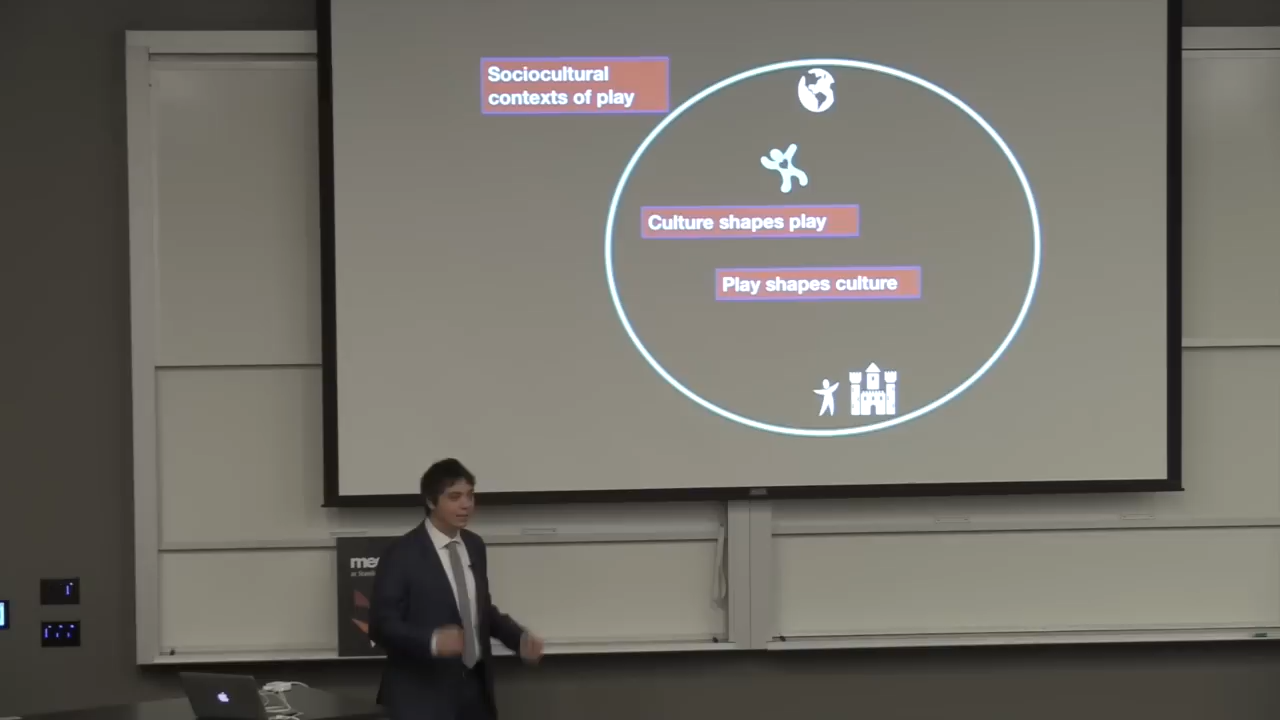 Sociocultural
contexts of play
Culture shapes play
Play shapes culture